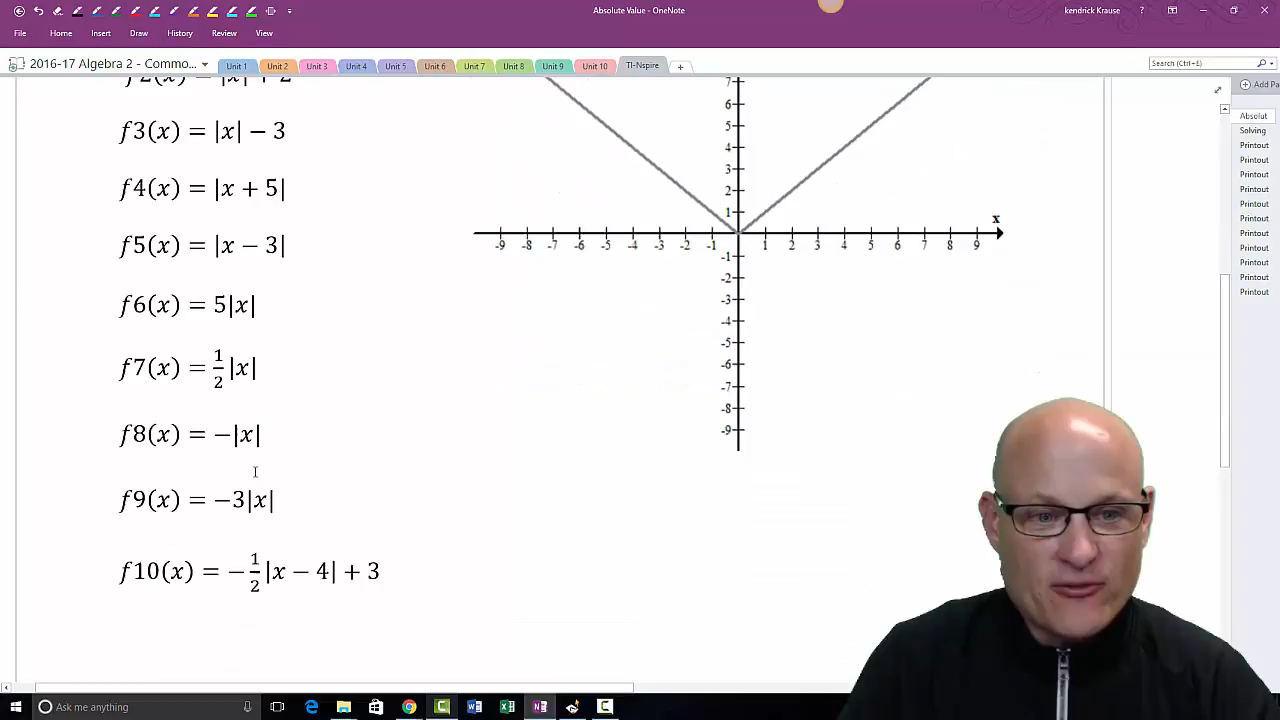 Absolute Value - OneNote
kendrick Krause
?
File
Home
Insert
Draw
History
Review
View
2016-17 Algebra 2 - Commo...
Unit 1
Unit 2
Unit 3
Unit 4
Unit 5
Unit 6
Unit 7
Unit 8
Unit 9
Unit 10
TI-Nspire
+
Search (Ctrl+E)
Add Pa
Absolut
Solving
Printout
Printout
Printout
Printout
Printout
Printout
Printout
Printout
Printout
Printout
Printout
f2(x) = |x| + 2
f3(x) = |x| − 3
f4(x) = |x + 5|
f5(x) = |x − 3|
f6(x) = 5|x|
f7(x) = 1/2|x|
f8(x) = −|x|
f9(x) = −3|x|
f10(x) = −1/2|x − 4| + 3
7
6
5
4
3
2
1
x
-9 -8 -7 -6 -5 -4 -3 -2 -1 1 2 3 4 5 6 7 8 9
-1
-2
-3
-4
-5
-6
-7
-8
-9
Ask me anything